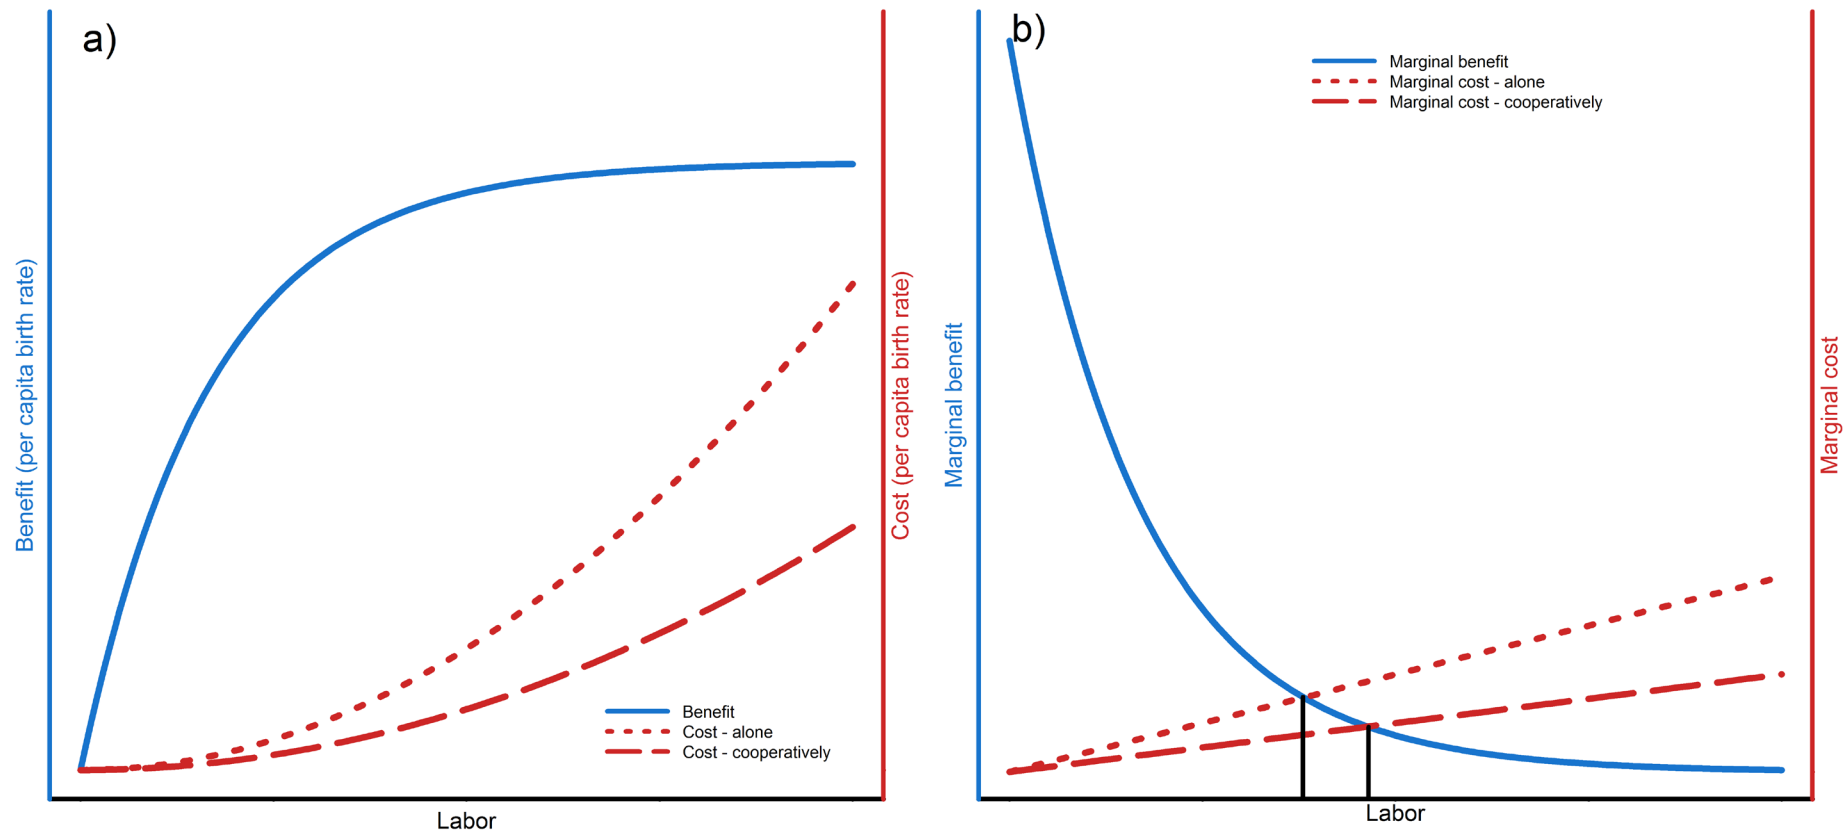 a)
Benefit (per capita birth rate)
Cost (per capita birth rate)
Benefit
Cost - alone
Cost - cooperatively
Labor
b)
Marginal benefit
Marginal cost - alone
Marginal cost - cooperatively
Marginal benefit
Marginal cost
Labor